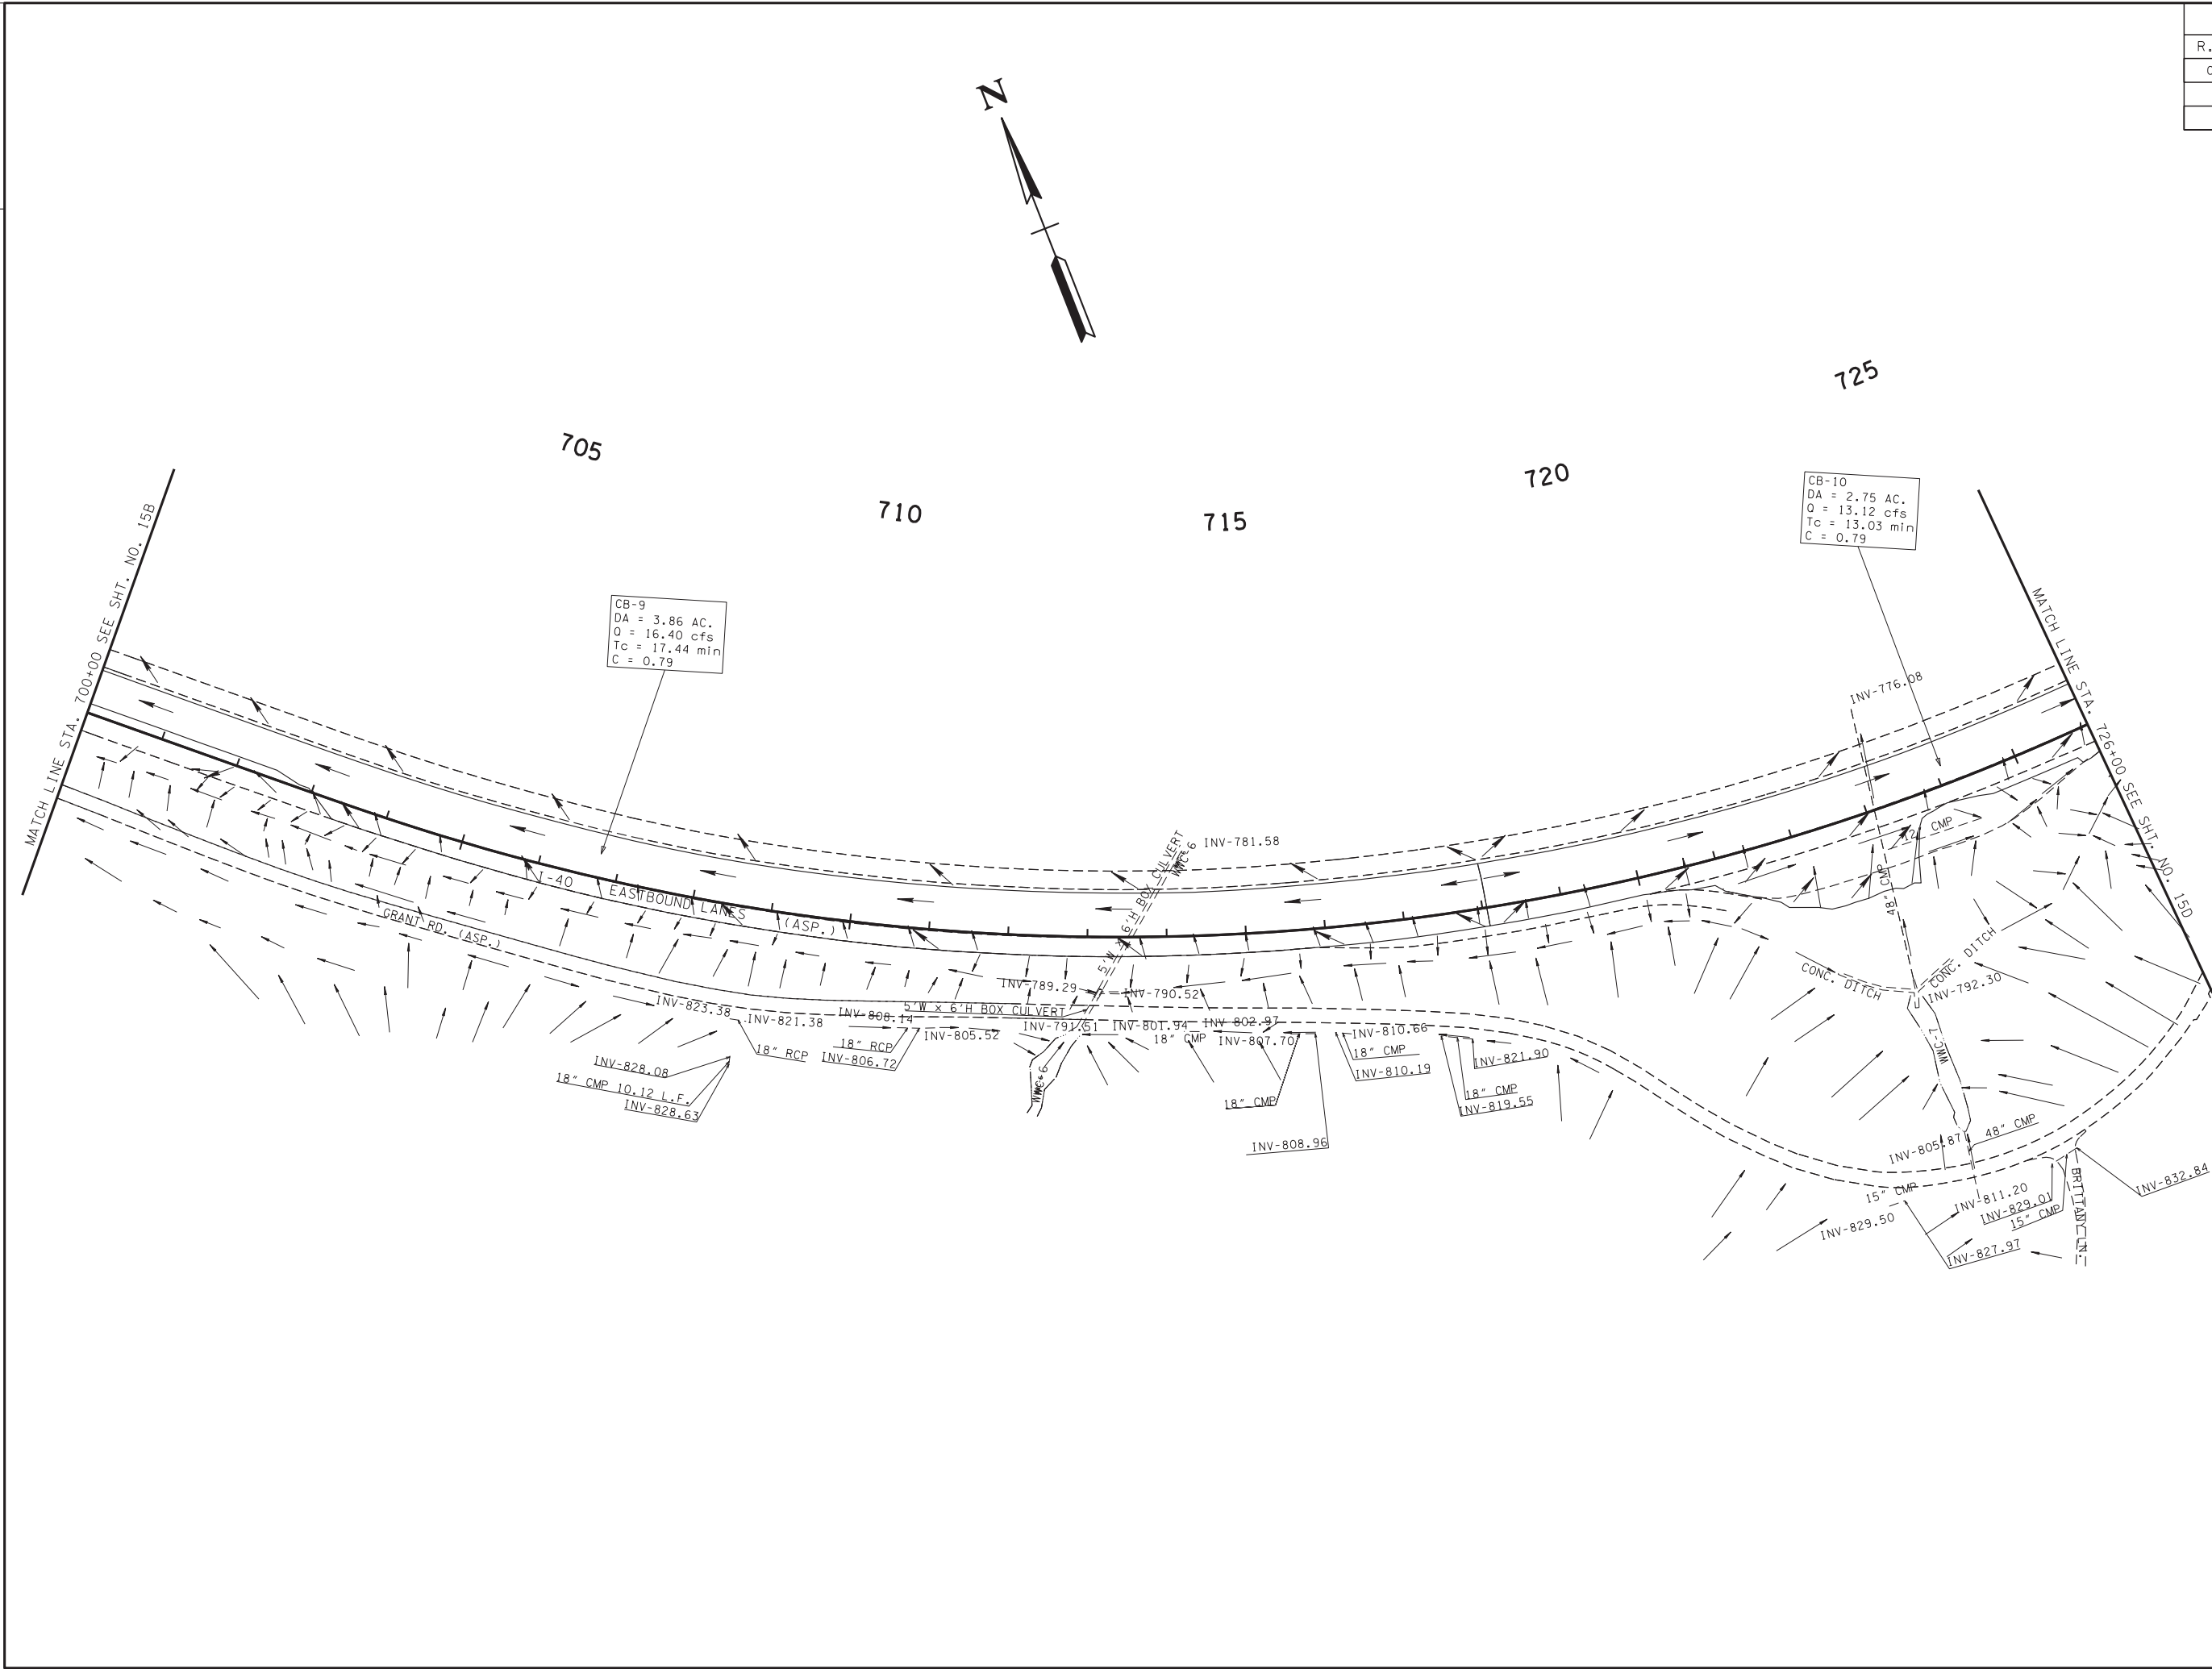 R.
N
725
705
720
710
715
CB-10
DA = 2.75 AC.
Q = 13.12 cfs
Tc = 13.03 min
C = 0.79
CB-9
DA = 3.86 AC.
Q = 16.40 cfs
Tc = 17.44 min
C = 0.79
MATCH LINE STA. 700+00 SEE SHT. NO. 15B
MATCH LINE STA. 726+00 SEE SHT. NO. 15D
INV-776.08
INV-781.58
5'W x 6'H BOX CULVERT
WWC-6
12" CMP
48" CMP
I-40 EASTBOUND LANES (ASP.)
GRANT RD. (ASP.)
CONC. DITCH
CONC. DITCH
INV-792.30
INV-789.29
INV-790.52
5'W x 6'H BOX CULVERT
INV-823.38
INV-821.38
INV-808.14
18" RCP
INV-806.72
INV-805.52
INV-791.51
INV-801.94
18" CMP
INV-802.97
INV-807.70
INV-810.66
18" CMP
INV-810.19
INV-821.90
18" CMP
INV-819.55
18" RCP
INV-828.08
18" CMP 10.12 L.F.
INV-828.63
WWC-6
18" CMP
INV-808.96
WWC-7
INV-805.87
48" CMP
15" CMP
INV-829.50
INV-811.20
INV-829.01
15" CMP
INV-827.97
BRITTANY LN.
INV-832.84